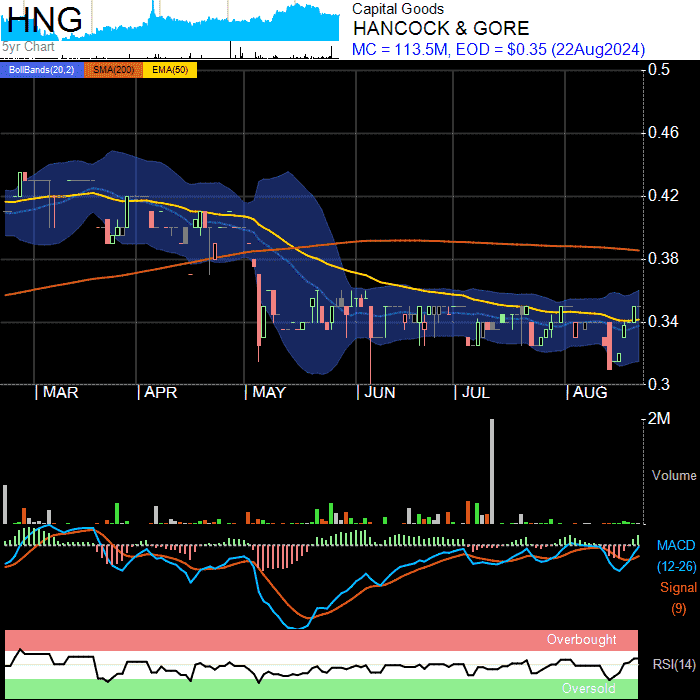 HNG
5yr Chart
Capital Goods
HANCOCK & GORE
MC = 113.5M, EOD = $0.35 (22Aug2024)
BollBands(20,2) SMA(200) EMA(50)
0.5
0.46
0.42
0.38
0.34
0.3
MAR APR MAY JUN JUL AUG
2M
Volume
MACD
(12-26)
Signal
(9)
Overbought
RSI(14)
Oversold